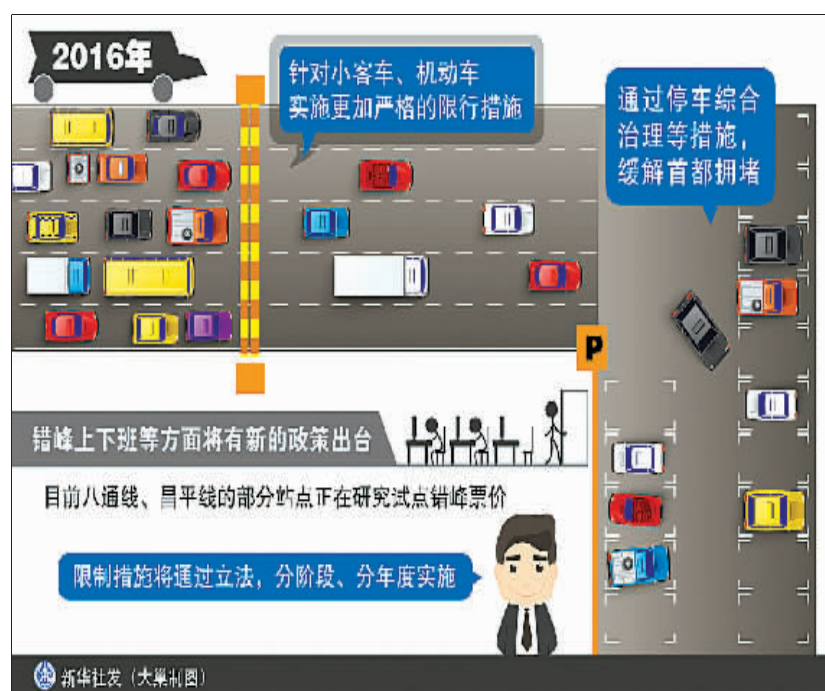 2016年
针对小客车、机动车
实施更加严格的限行措施
通过停车综合
治理等措施，
缓解首都拥堵
P
错峰上下班等方面将有新的政策出台
目前八通线、昌平线的部分站点正在研究试点错峰票价
限制措施将通过立法，分阶段、分年度实施
新华社发（大巢制图）